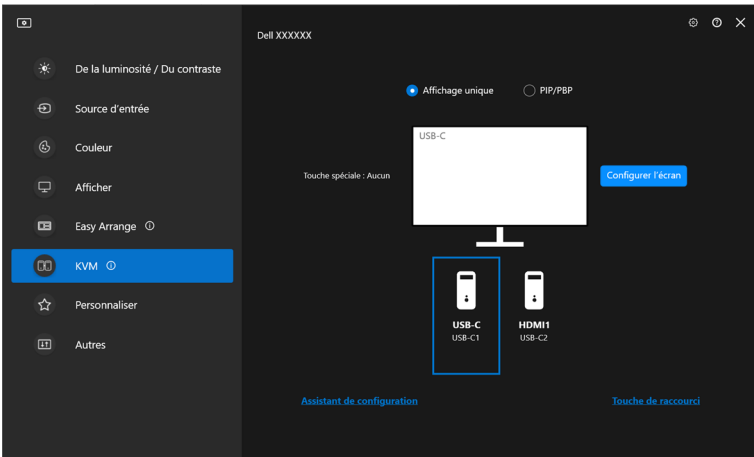 Dell XXXXXX
De la luminosité / Du contraste
Source d'entrée
Couleur
Afficher
Easy Arrange
KVM
Personnaliser
Autres
Affichage unique
PIP/PBP
USB-C
Touche spéciale : Aucun
Configurer l'écran
USB-C
USB-C1
HDMI1
USB-C2
Assistant de configuration
Touche de raccourci